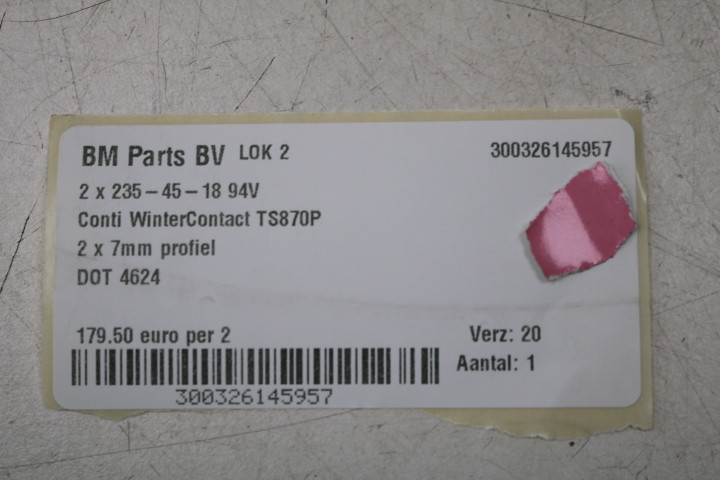 BM Parts BV LOK 2 300326145957
2 x 235-45-18 94V
Conti WinterContact TS870P
2 x 7mm profiel
DOT 4624
179.50 euro per 2 Verz: 20
Aantal: 1
300326145957